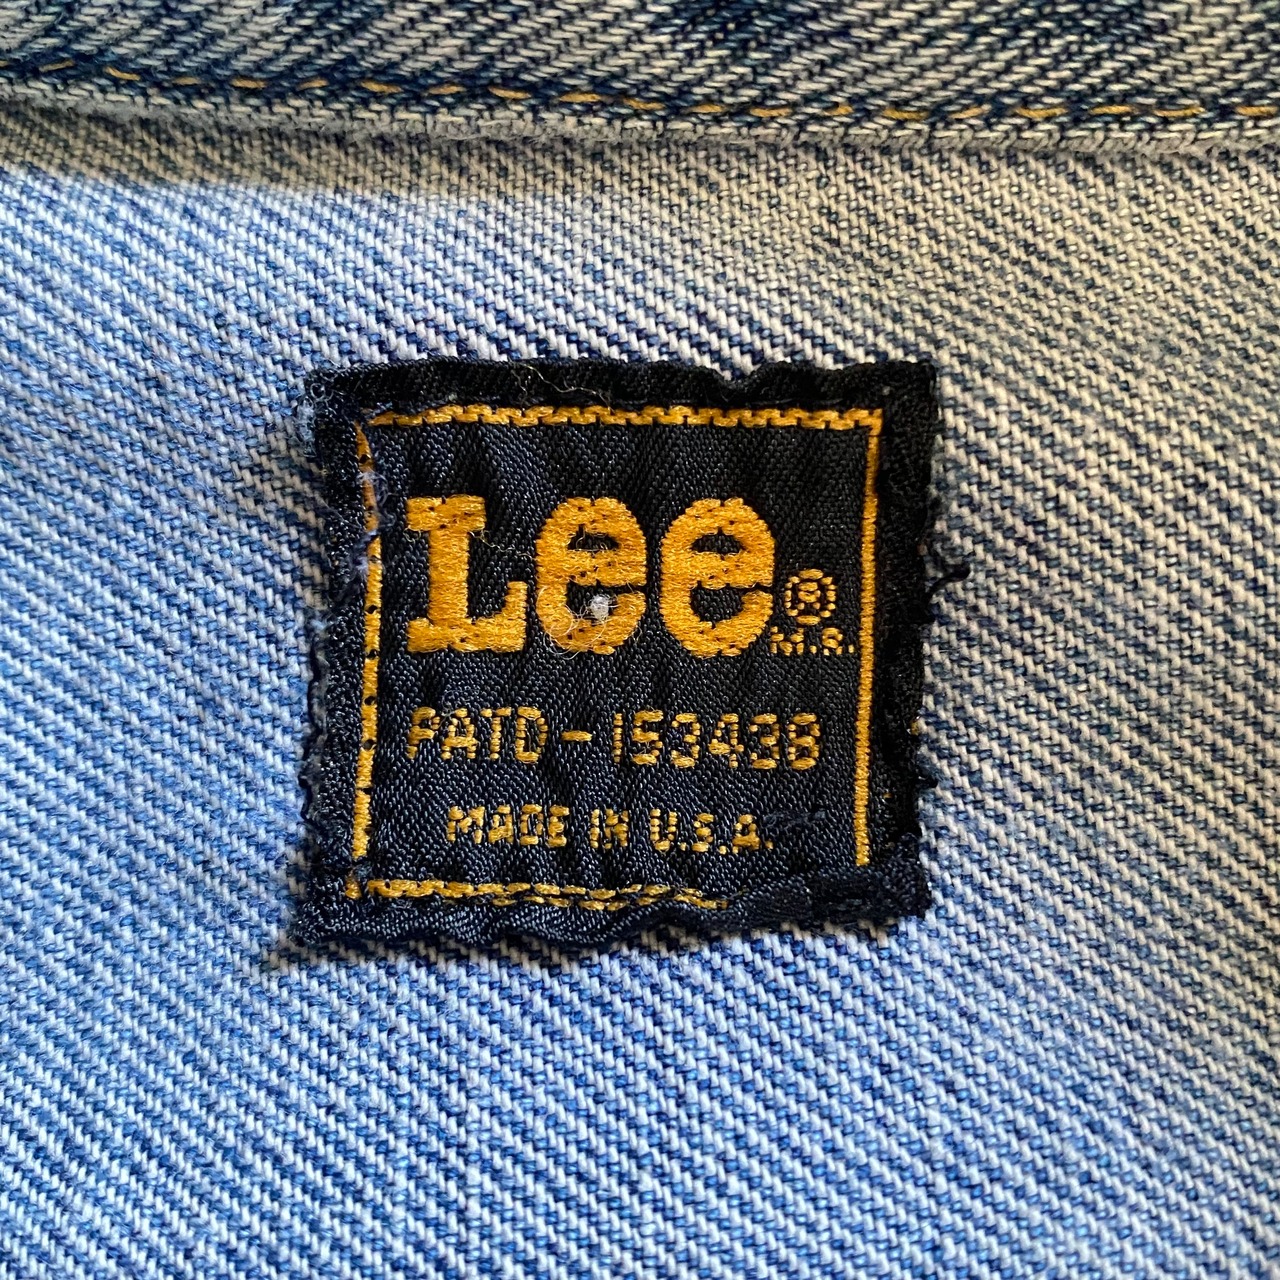 Lee®
M.R.
PATD-153438
MADE IN U.S.A.